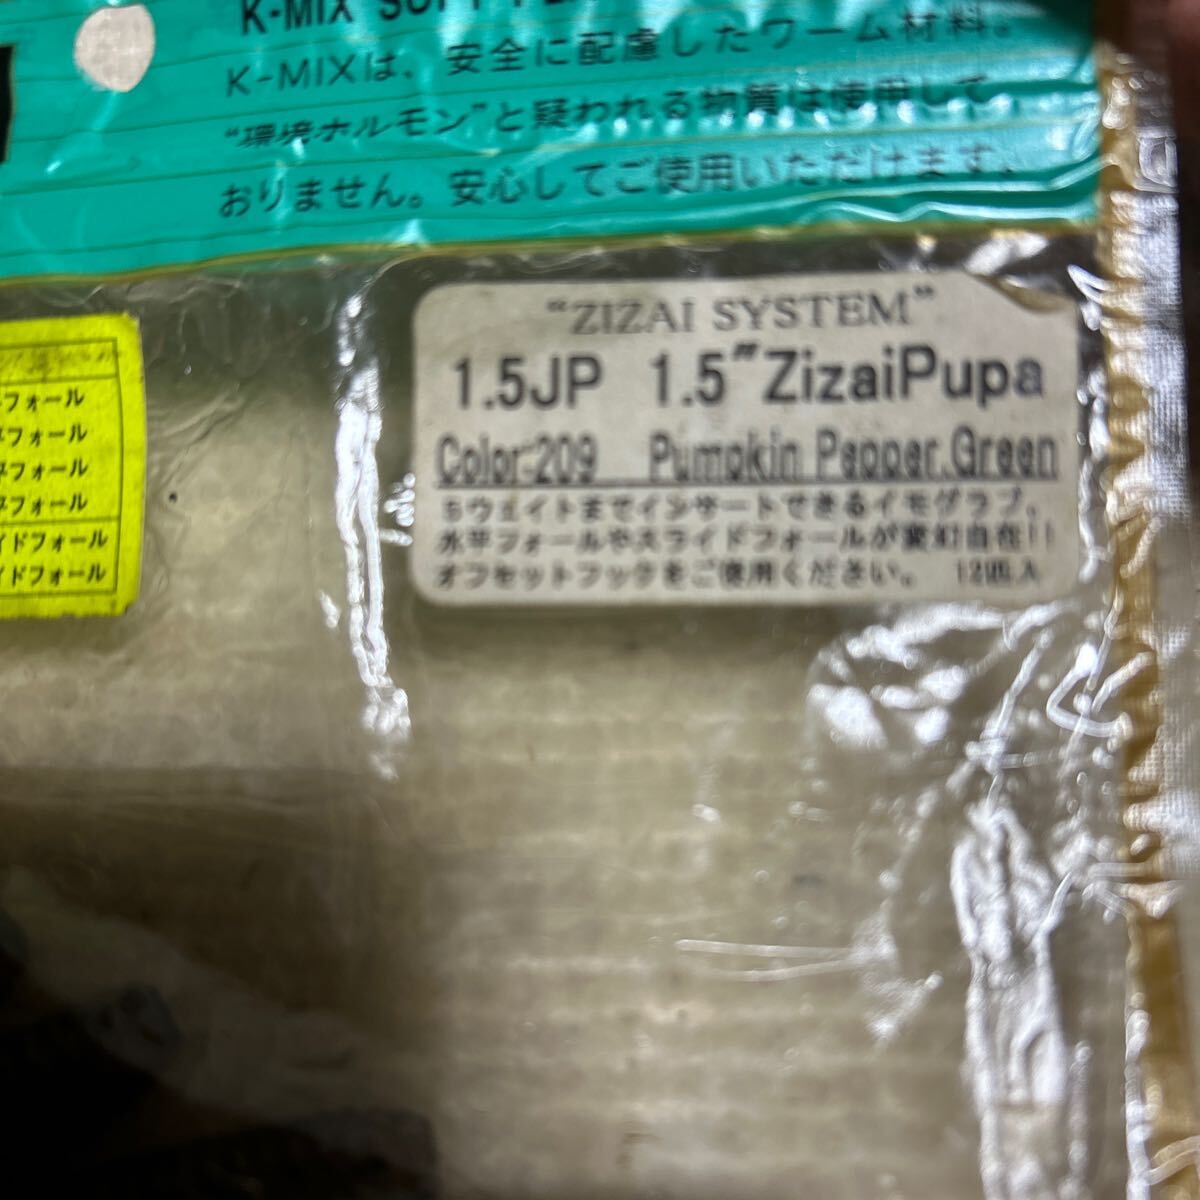 K-MIX
K-MIXは、安全に配慮したワーム材料。
“環境ホルモン”と疑われる物質は使用して
おりません。安心してご使用いただけます。
“ZIZAI SYSTEM”
1.5JP 1.5″ZizaiPupa
Color:209 Pumpkin Pepper.Green
5ウェイトまでインサートできるイモグラブ、
水平フォールやスライドフォールが変幻自在!!
オフセットフックをご使用ください。 12匹入
フォール
フォール
フォール
フォール
イドフォール
イドフォール